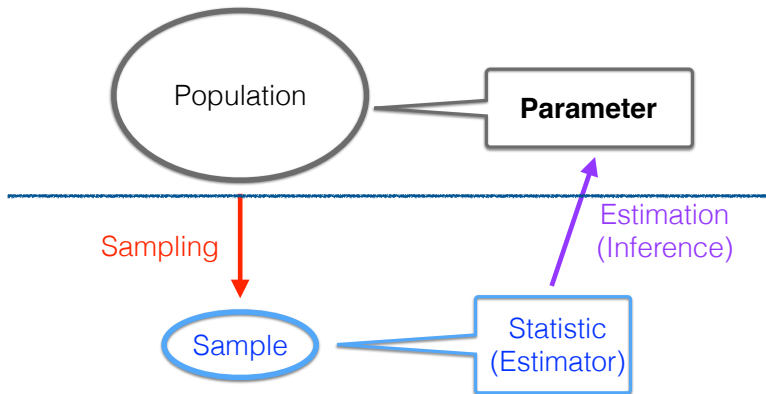 Population
Parameter
Sampling
Estimation
(Inference)
Sample
Statistic
(Estimator)